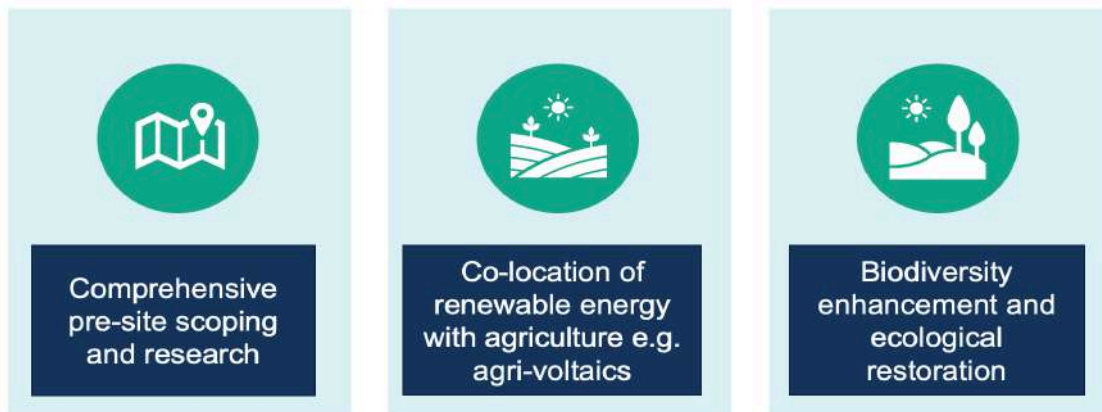 Comprehensive
pre-site scoping
and research
Co-location of
renewable energy
with agriculture e.g.
agri-voltaics
Biodiversity
enhancement and
ecological
restoration